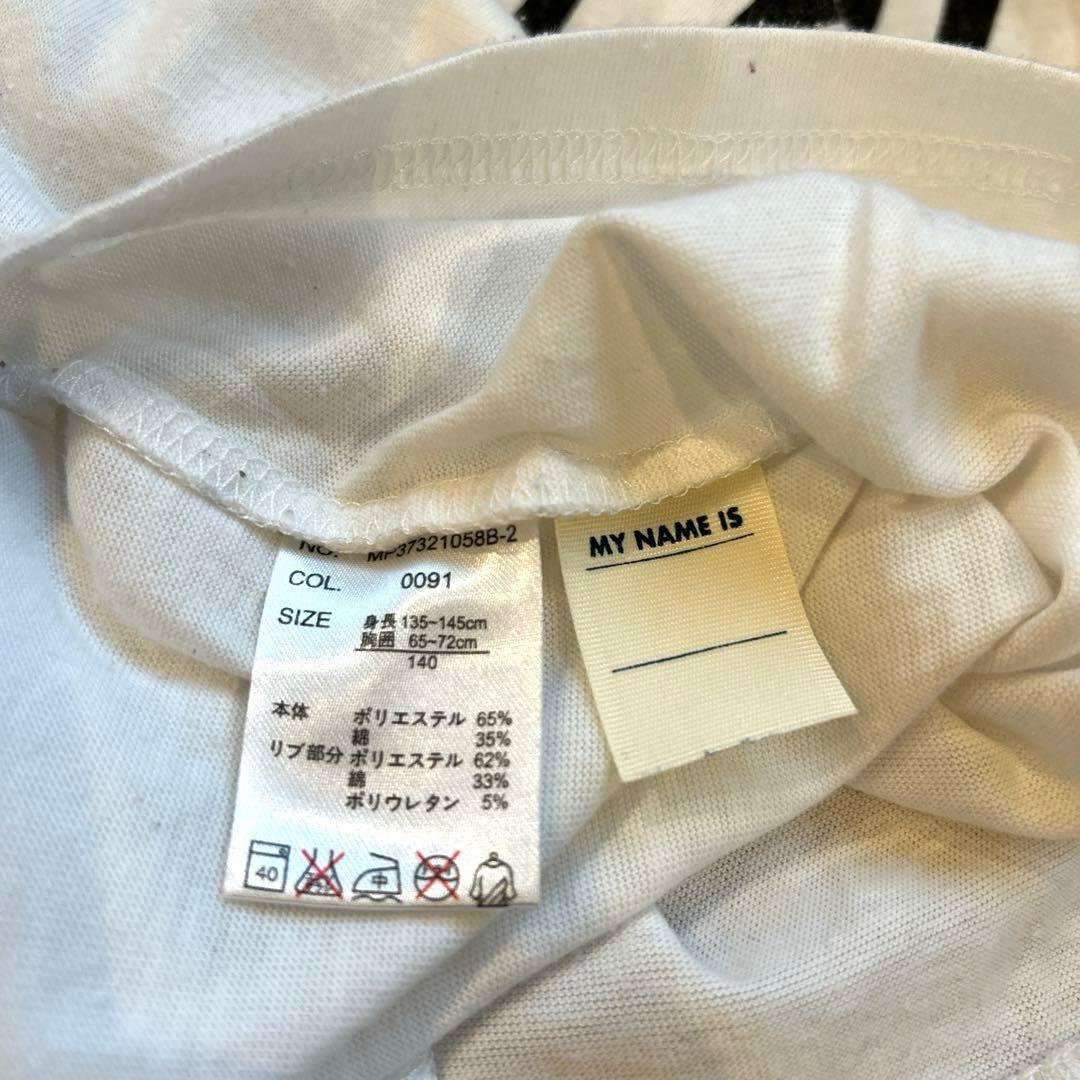 NO. MP37321058B-2
COL. 0091
SIZE 身長 135~145cm
胸囲 65~72cm
140
本体 ポリエステル 65%
綿 35%
リブ部分 ポリエステル 62%
綿 33%
ポリウレタン 5%
40 中
MY NAME IS